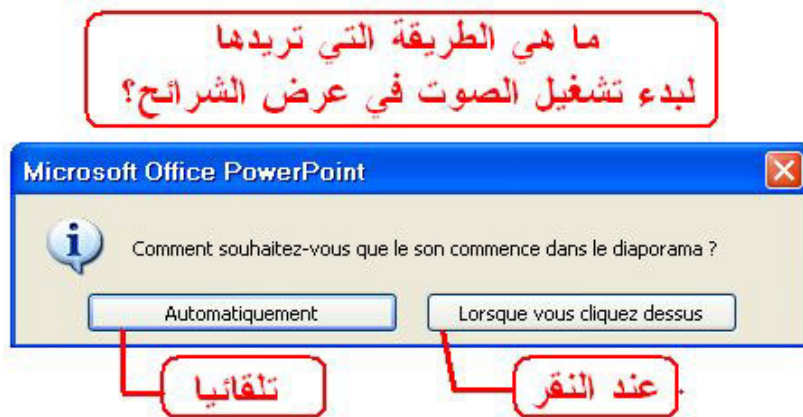 ما هي الطريقة التي تريدها
لبدء تشغيل الصوت في عرض الشرائح؟
Microsoft Office PowerPoint
Comment souhaitez-vous que le son commence dans le diaporama ?
Automatiquement
Lorsque vous cliquez dessus
تلقائيا
عند النقر